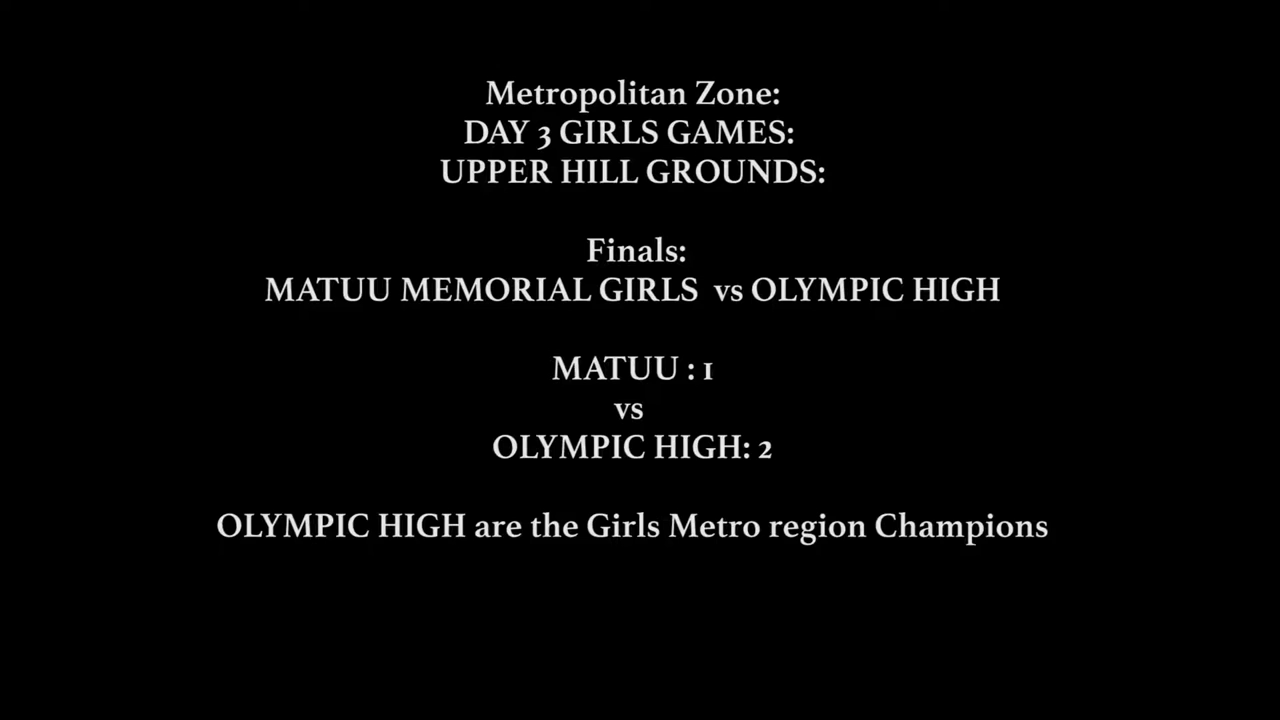 Metropolitan Zone:
DAY 3 GIRLS GAMES:
UPPER HILL GROUNDS:
Finals:
MATUU MEMORIAL GIRLS vs OLYMPIC HIGH
MATUU : 1
vs
OLYMPIC HIGH: 2
OLYMPIC HIGH are the Girls Metro region Champions